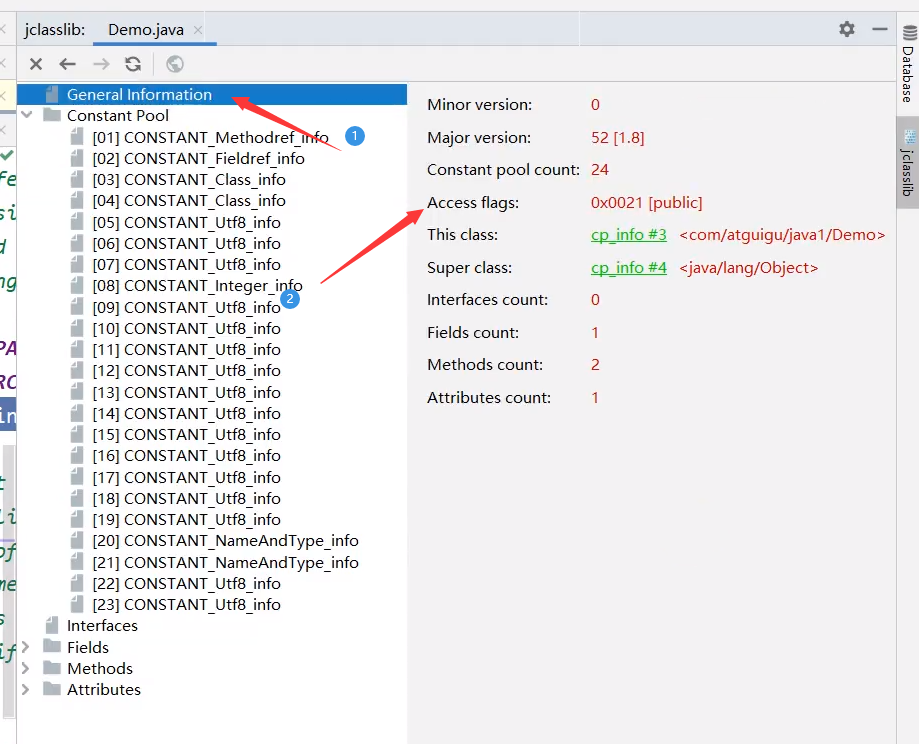 jclasslib: Demo.java
General Information
Constant Pool
[01] CONSTANT_Methodref_info 1
[02] CONSTANT_Fieldref_info
[03] CONSTANT_Class_info
[04] CONSTANT_Class_info
[05] CONSTANT_Utf8_info
[06] CONSTANT_Utf8_info
[07] CONSTANT_Utf8_info
[08] CONSTANT_Integer_info
[09] CONSTANT_Utf8_info 2
[10] CONSTANT_Utf8_info
[11] CONSTANT_Utf8_info
[12] CONSTANT_Utf8_info
[13] CONSTANT_Utf8_info
[14] CONSTANT_Utf8_info
[15] CONSTANT_Utf8_info
[16] CONSTANT_Utf8_info
[17] CONSTANT_Utf8_info
[18] CONSTANT_Utf8_info
[19] CONSTANT_Utf8_info
[20] CONSTANT_NameAndType_info
[21] CONSTANT_NameAndType_info
[22] CONSTANT_Utf8_info
[23] CONSTANT_Utf8_info
Interfaces
Fields
Methods
Attributes
Minor version: 0
Major version: 52 [1.8]
Constant pool count: 24
Access flags: 0x0021 [public]
This class: cp_info #3 <com/atguigu/java1/Demo>
Super class: cp_info #4 <java/lang/Object>
Interfaces count: 0
Fields count: 1
Methods count: 2
Attributes count: 1
Database
jclasslib